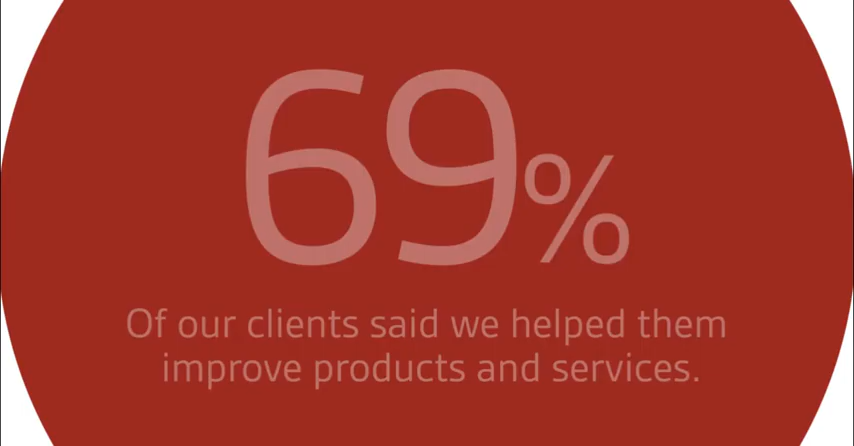 69%
Of our clients said we helped them
improve products and services.